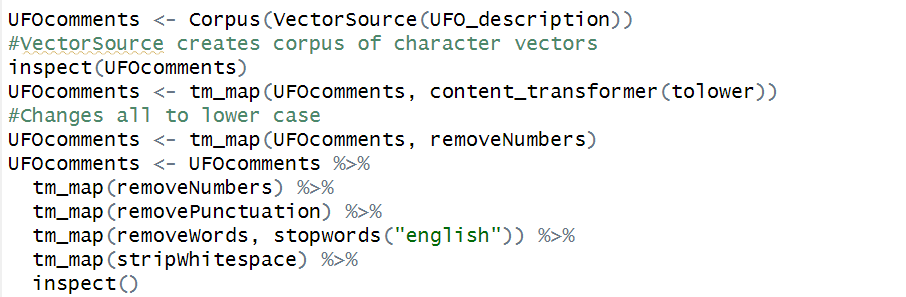 UFOcomments <- Corpus(VectorSource(UFO_description))
#VectorSource creates corpus of character vectors
inspect(UFOcomments)
UFOcomments <- tm_map(UFOcomments, content_transformer(tolower))
#Changes all to lower case
UFOcomments <- tm_map(UFOcomments, removeNumbers)
UFOcomments <- UFOcomments %>%
  tm_map(removeNumbers) %>%
  tm_map(removePunctuation) %>%
  tm_map(removeWords, stopwords("english")) %>%
  tm_map(stripWhitespace) %>%
  inspect()